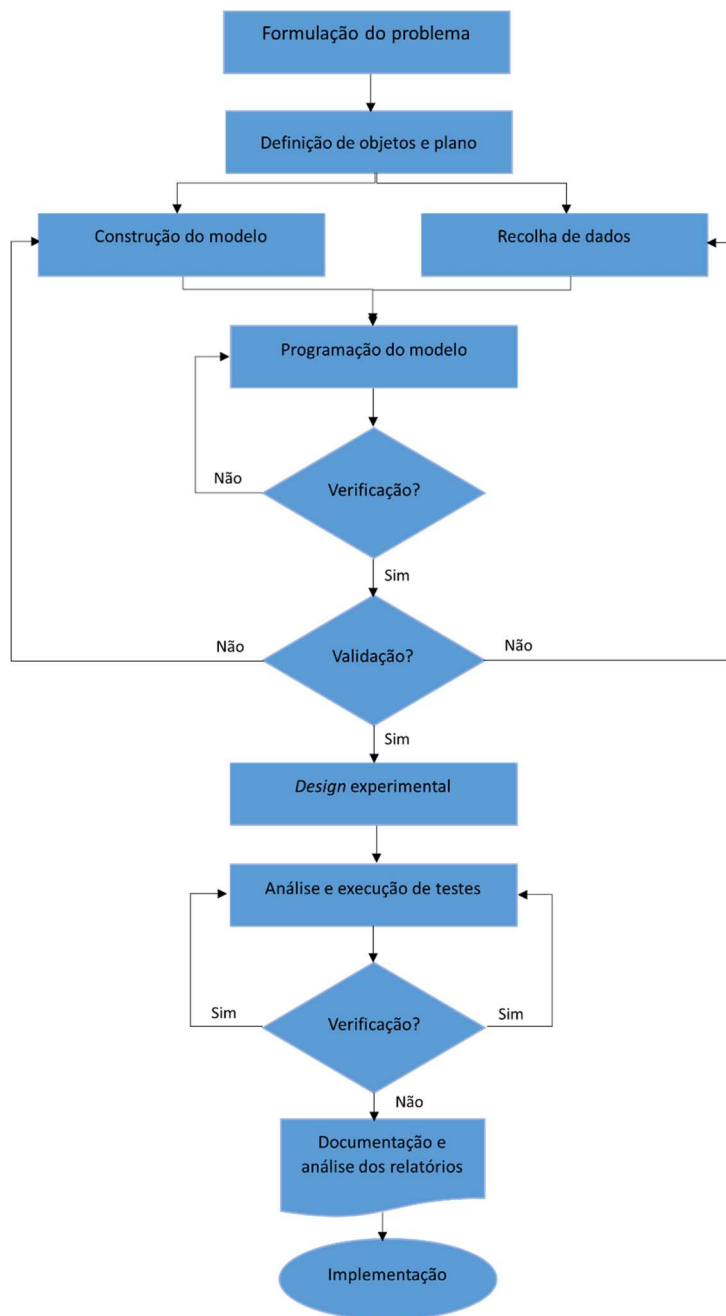 Formulação do problema
Definição de objetos e plano
Construção do modelo
Recolha de dados
Programação do modelo
Não
Verificação?
Sim
Não
Validação?
Não
Sim
Design experimental
Análise e execução de testes
Sim
Verificação?
Sim
Não
Documentação e
análise dos relatórios
Implementação